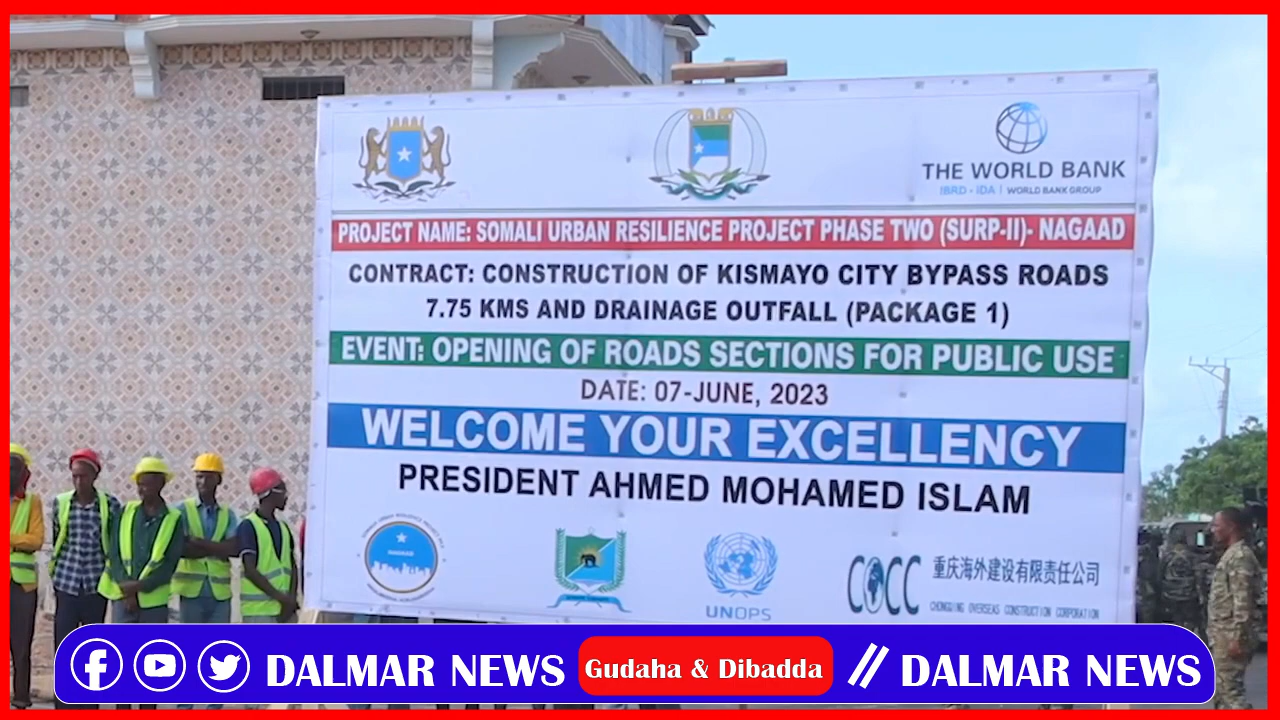 THE WORLD BANK
IBRD • IDA | WORLD BANK GROUP
PROJECT NAME: SOMALI URBAN RESILIENCE PROJECT PHASE TWO (SURP-II)- NAGAAD
CONTRACT: CONSTRUCTION OF KISMAYO CITY BYPASS ROADS
7.75 KMS AND DRAINAGE OUTFALL (PACKAGE 1)
EVENT: OPENING OF ROADS SECTIONS FOR PUBLIC USE
DATE: 07-JUNE, 2023
WELCOME YOUR EXCELLENCY
PRESIDENT AHMED MOHAMED ISLAM
UNOPS
COCC
重庆海外建设有限责任公司
CHONGQING OVERSEAS CONSTRUCTION CORPORATION
DALMAR NEWS Gudaha & Dibadda // DALMAR NEWS